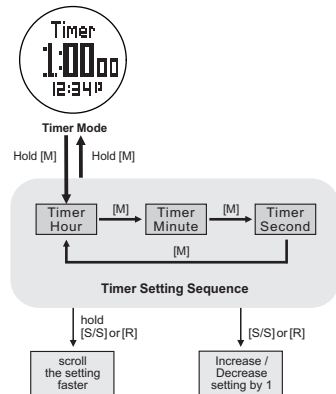 Timer
1:00 00
12:34 P
Timer Mode
Hold [M]
Hold [M]
Timer
Hour
[M]
Timer
Minute
[M]
Timer
Second
[M]
Timer Setting Sequence
hold
[S/S] or [R]
[S/S] or [R]
scroll
the setting
faster
Increase /
Decrease
setting by 1